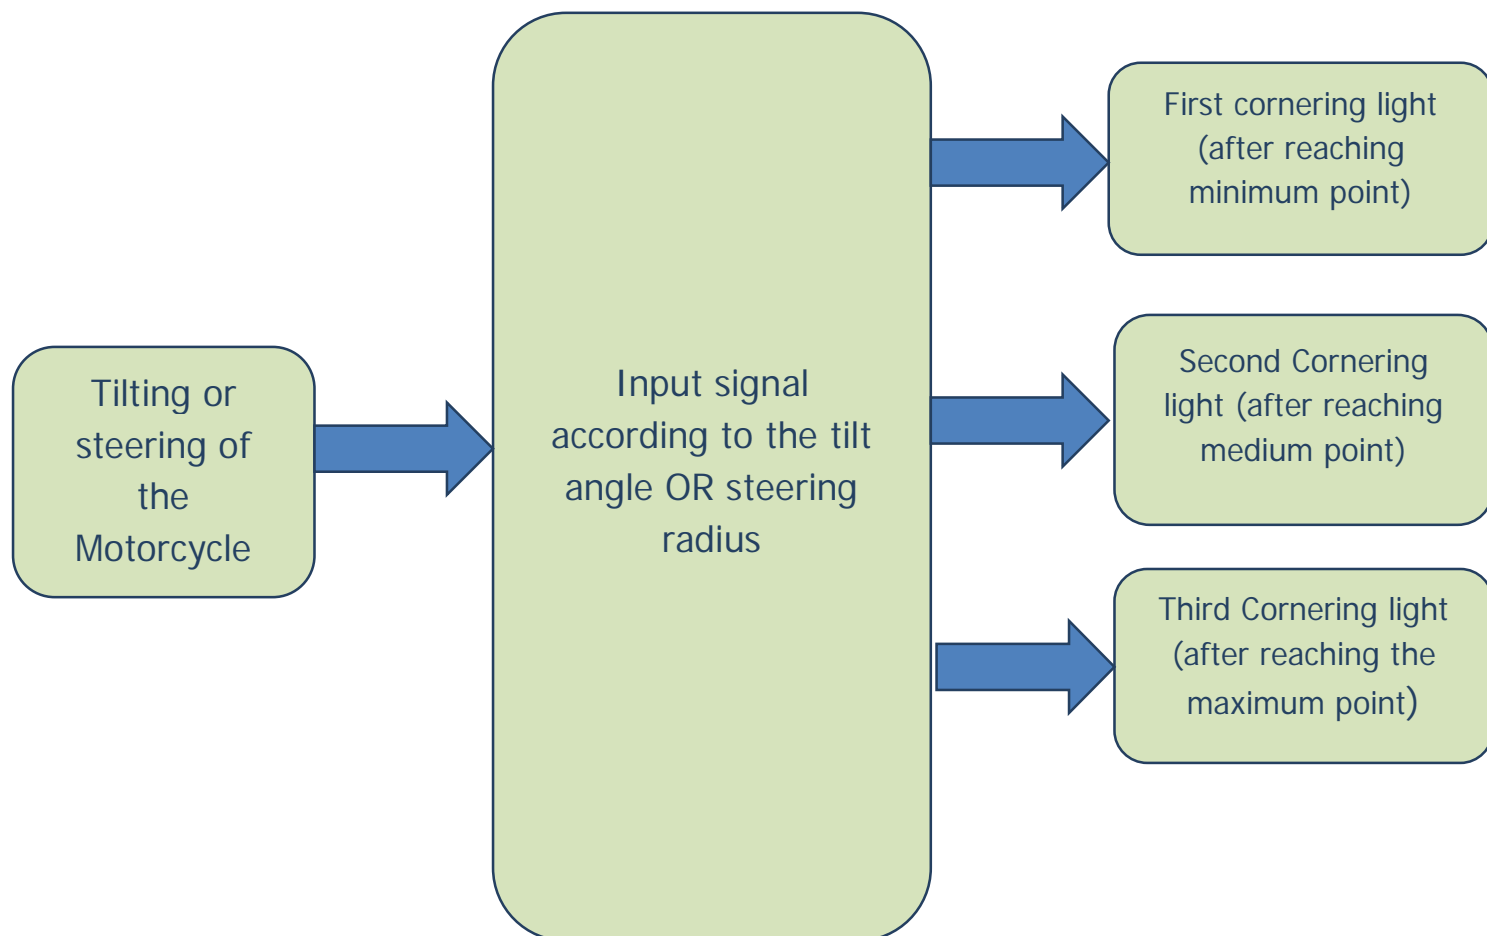 Tilting or
steering of
the
Motorcycle
Input signal
according to the tilt
angle OR steering
radius
First cornering light
(after reaching
minimum point)
Second Cornering
light (after reaching
medium point)
Third Cornering light
(after reaching the
maximum point)